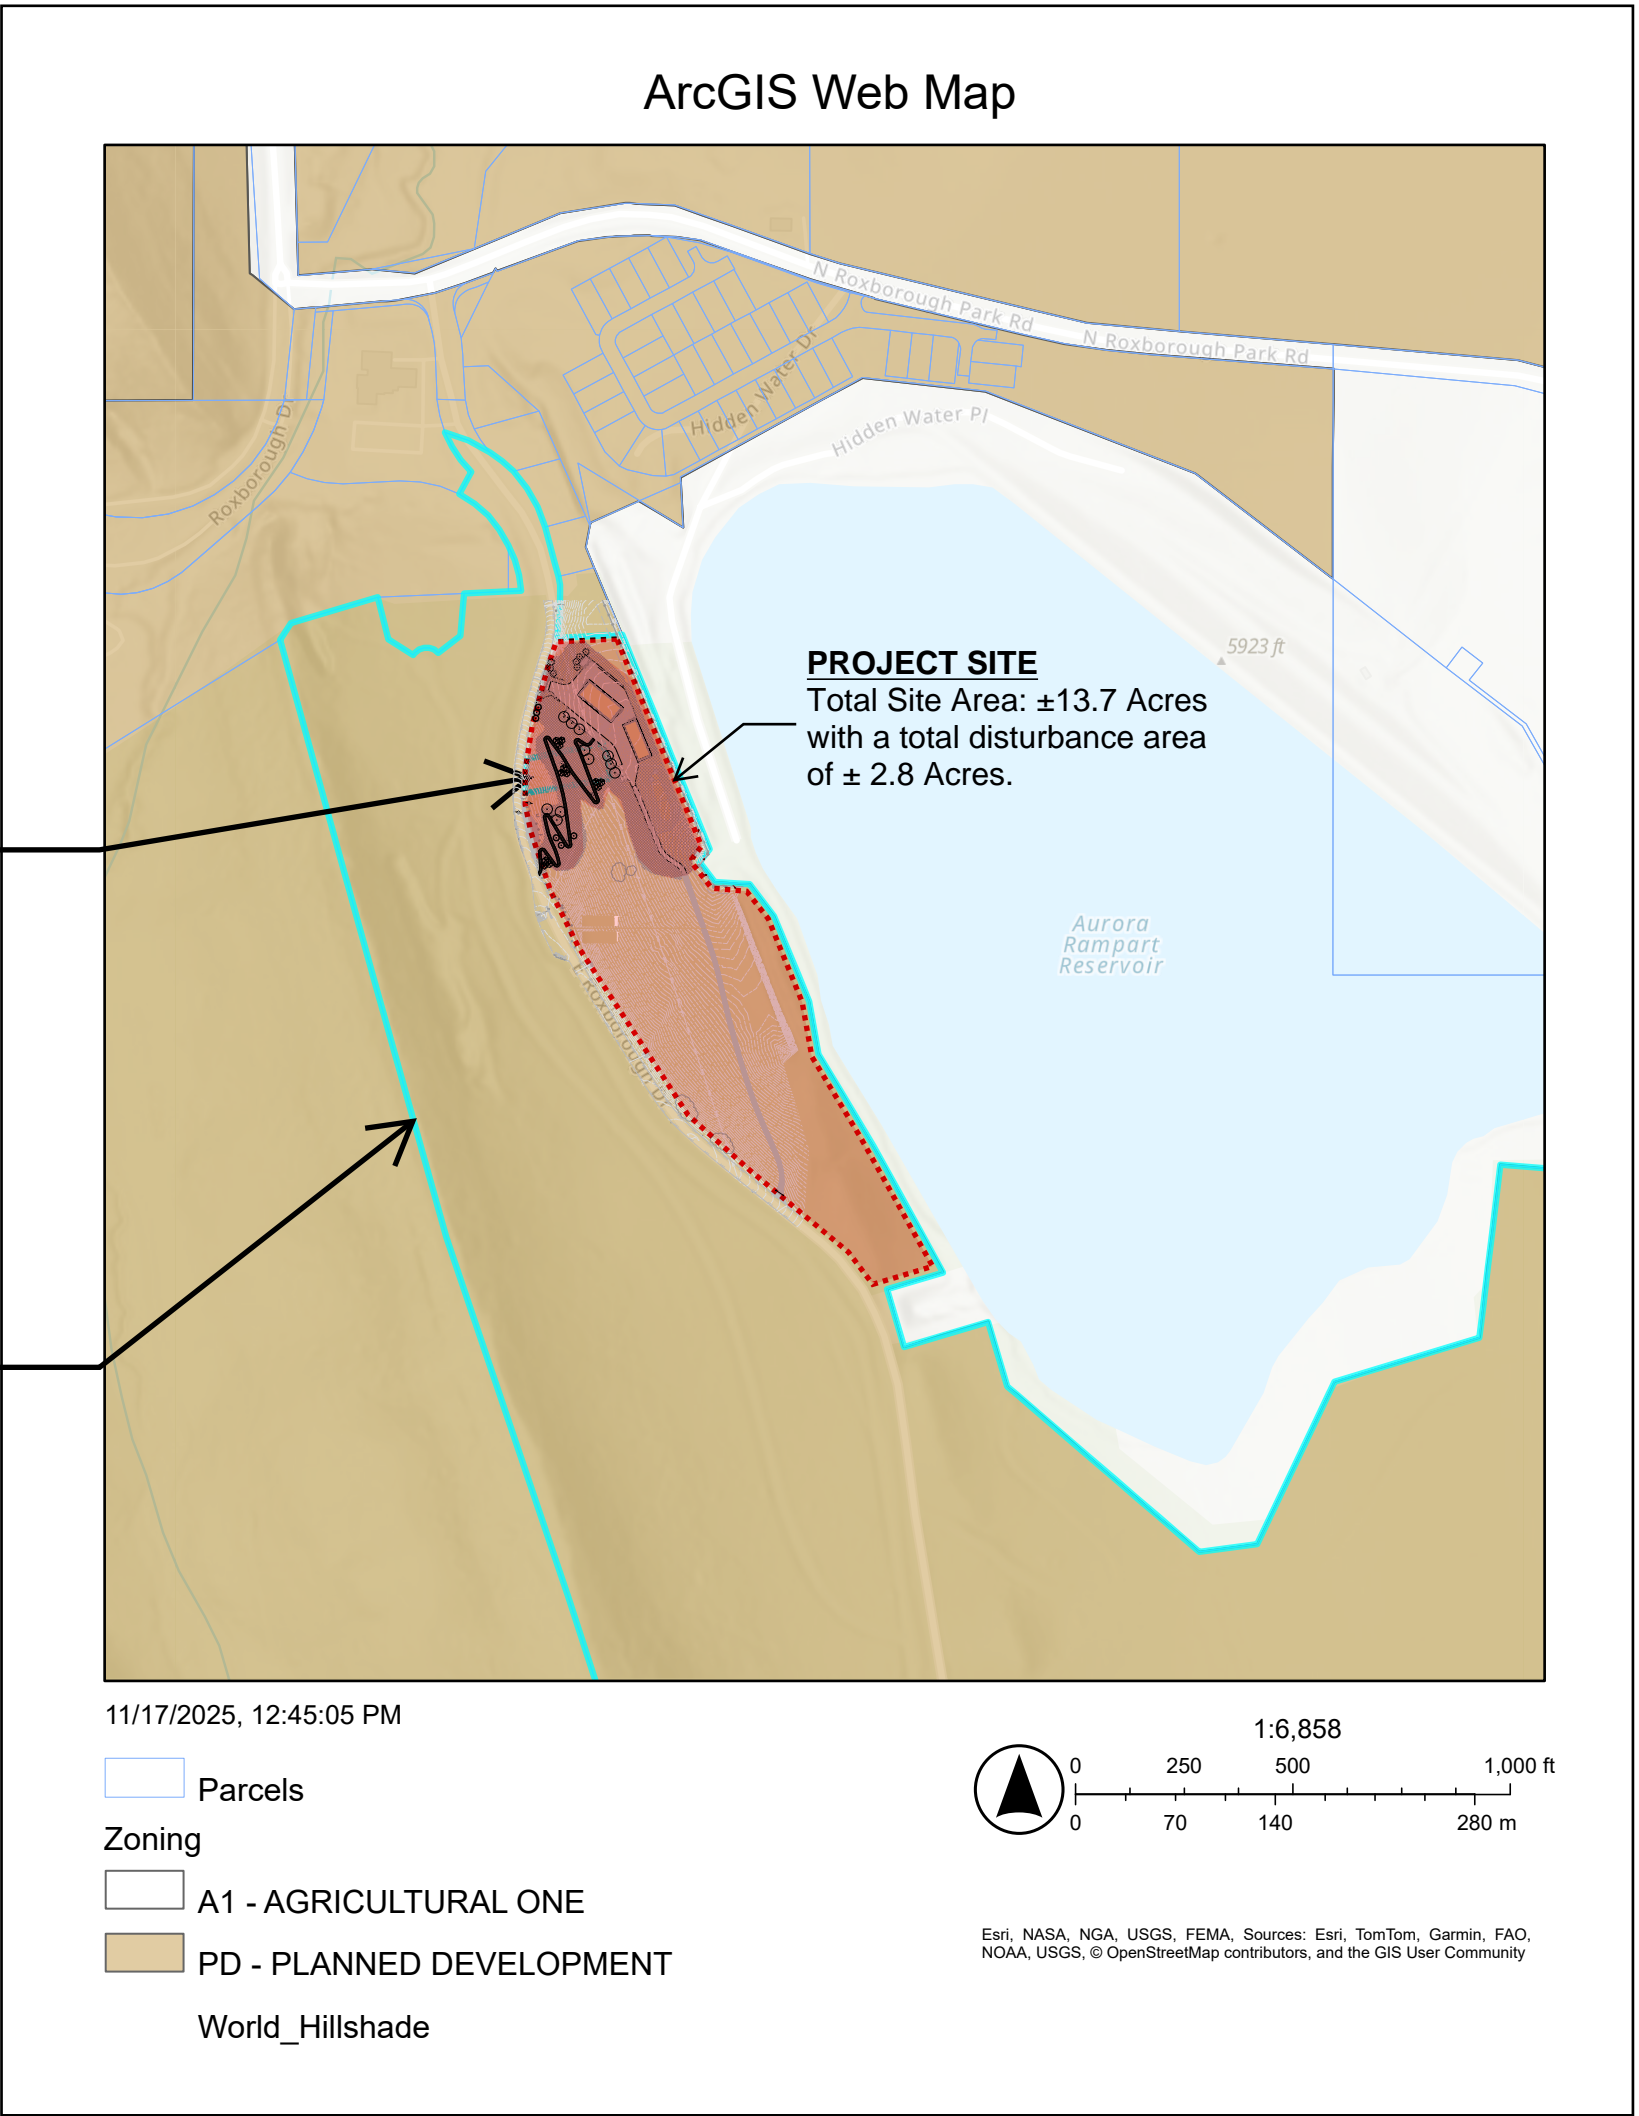 ArcGIS Web Map
N Roxborough Park Rd
N Roxborough Park Rd
Hidden Water Dr
Hidden Water Pl
Roxborough Dr
5923 ft
PROJECT SITE
Total Site Area: ±13.7 Acres
with a total disturbance area
of ± 2.8 Acres.
Aurora
Rampart
Reservoir
E Roxborough Dr
11/17/2025, 12:45:05 PM
Parcels
Zoning
A1 - AGRICULTURAL ONE
PD - PLANNED DEVELOPMENT
World_Hillshade
1:6,858
0 250 500 1,000 ft
0 70 140 280 m
Esri, NASA, NGA, USGS, FEMA, Sources: Esri, TomTom, Garmin, FAO,
NOAA, USGS, © OpenStreetMap contributors, and the GIS User Community